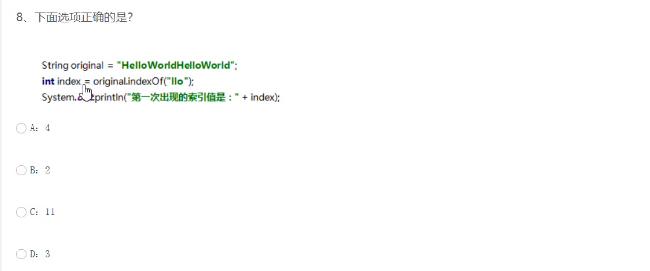 8、下面选项正确的是?
String original = "HelloWorldHelloWorld";
int index = original.indexOf("llo");
System. println("第一次出现的索引值是：" + index);
A: 4
B: 2
C: 11
D: 3